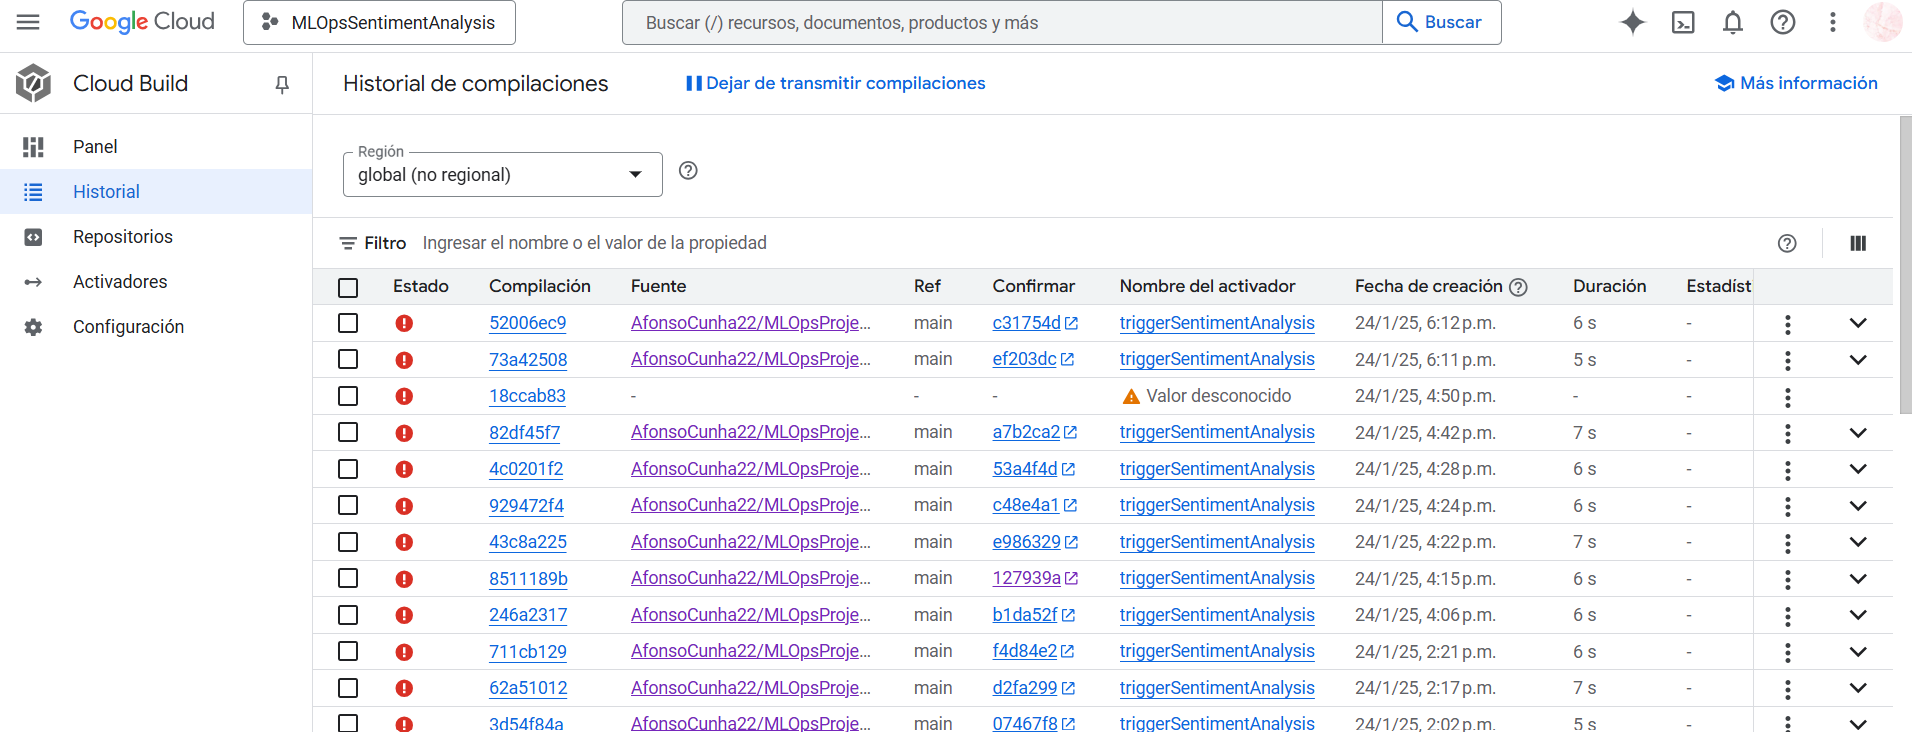 Google Cloud
MLOpsSentimentAnalysis
Buscar (/) recursos, documentos, productos y más
Buscar
Cloud Build
Historial de compilaciones
Dejar de transmitir compilaciones
Más información
Panel
Historial
Repositorios
Activadores
Configuración
Región
global (no regional)
Filtro Ingresar el nombre o el valor de la propiedad
Estado Compilación Fuente Ref Confirmar Nombre del activador Fecha de creación Duración Estadíst
52006ec9 AfonsoCunha22/MLOpsProje... main c31754d triggerSentimentAnalysis 24/1/25, 6:12 p.m. 6 s -
73a42508 AfonsoCunha22/MLOpsProje... main ef203dc triggerSentimentAnalysis 24/1/25, 6:11 p.m. 5 s -
18ccab83 - - - Valor desconocido 24/1/25, 4:50 p.m. - -
82df45f7 AfonsoCunha22/MLOpsProje... main a7b2ca2 triggerSentimentAnalysis 24/1/25, 4:42 p.m. 7 s -
4c0201f2 AfonsoCunha22/MLOpsProje... main 53a4f4d triggerSentimentAnalysis 24/1/25, 4:28 p.m. 6 s -
929472f4 AfonsoCunha22/MLOpsProje... main c48e4a1 triggerSentimentAnalysis 24/1/25, 4:24 p.m. 6 s -
43c8a225 AfonsoCunha22/MLOpsProje... main e986329 triggerSentimentAnalysis 24/1/25, 4:22 p.m. 7 s -
8511189b AfonsoCunha22/MLOpsProje... main 127939a triggerSentimentAnalysis 24/1/25, 4:15 p.m. 6 s -
246a2317 AfonsoCunha22/MLOpsProje... main b1da52f triggerSentimentAnalysis 24/1/25, 4:06 p.m. 6 s -
711cb129 AfonsoCunha22/MLOpsProje... main f4d84e2 triggerSentimentAnalysis 24/1/25, 2:21 p.m. 6 s -
62a51012 AfonsoCunha22/MLOpsProje... main d2fa299 triggerSentimentAnalysis 24/1/25, 2:17 p.m. 7 s -
3d54f84a AfonsoCunha22/MLOpsProje... main 07467f8 triggerSentimentAnalysis 24/1/25, 2:02 p.m. 5 s -